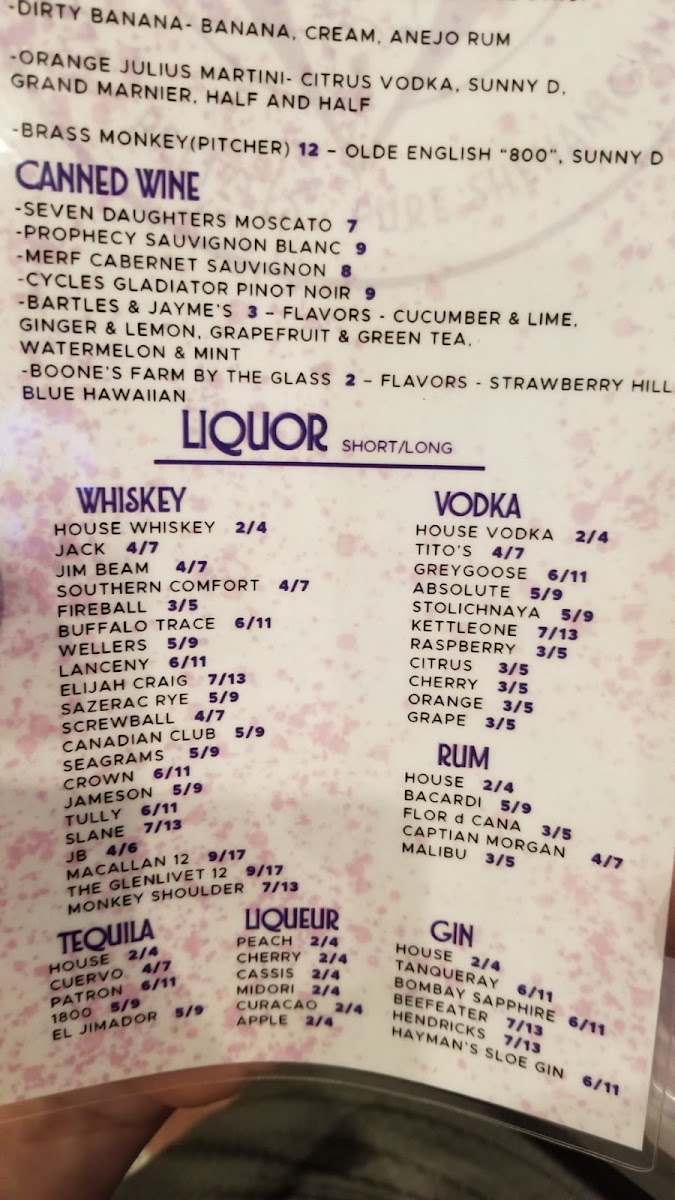 -DIRTY BANANA- BANANA, CREAM, ANEJO RUM
-ORANGE JULIUS MARTINI- CITRUS VODKA, SUNNY D,
GRAND MARNIER, HALF AND HALF
-BRASS MONKEY(PITCHER) 12 – OLDE ENGLISH "800", SUNNY D
CANNED WINE
-SEVEN DAUGHTERS MOSCATO 7
-PROPHECY SAUVIGNON BLANC 9
-MERF CABERNET SAUVIGNON 8
-CYCLES GLADIATOR PINOT NOIR 9
-BARTLES & JAYME'S 3 – FLAVORS - CUCUMBER & LIME,
GINGER & LEMON, GRAPEFRUIT & GREEN TEA,
WATERMELON & MINT
-BOONE'S FARM BY THE GLASS 2 – FLAVORS - STRAWBERRY HILL
BLUE HAWAIIAN
LIQUOR SHORT/LONG
WHISKEY
HOUSE WHISKEY 2/4
JACK 4/7
JIM BEAM 4/7
SOUTHERN COMFORT 4/7
FIREBALL 3/5
BUFFALO TRACE 6/11
WELLERS 5/9
LANCENY 6/11
ELIJAH CRAIG 7/13
SAZERAC RYE 5/9
SCREWBALL 4/7
CANADIAN CLUB 5/9
SEAGRAMS 5/9
CROWN 6/11
JAMESON 5/9
TULLY 6/11
SLANE 7/13
JB 4/6
MACALLAN 12 9/17
THE GLENLIVET 12 9/17
MONKEY SHOULDER 7/13
VODKA
HOUSE VODKA 2/4
TITO'S 4/7
GREYGOOSE 6/11
ABSOLUTE 5/9
STOLICHNAYA 5/9
KETTLEONE 7/13
RASPBERRY 3/5
CITRUS 3/5
CHERRY 3/5
ORANGE 3/5
GRAPE 3/5
RUM
HOUSE 2/4
BACARDI 5/9
FLOR d CANA 3/5
CAPTIAN MORGAN 4/7
MALIBU 3/5
TEQUILA
HOUSE 2/4
CUERVO 4/7
PATRON 6/11
1800 5/9
EL JIMADOR 5/9
LIQUEUR
PEACH 2/4
CHERRY 2/4
CASSIS 2/4
MIDORI 2/4
CURACAO 2/4
APPLE 2/4
GIN
HOUSE 2/4
TANQUERAY 6/11
BOMBAY SAPPHIRE 6/11
BEEFEATER 7/13
HENDRICKS 7/13
HAYMAN'S SLOE GIN 6/11